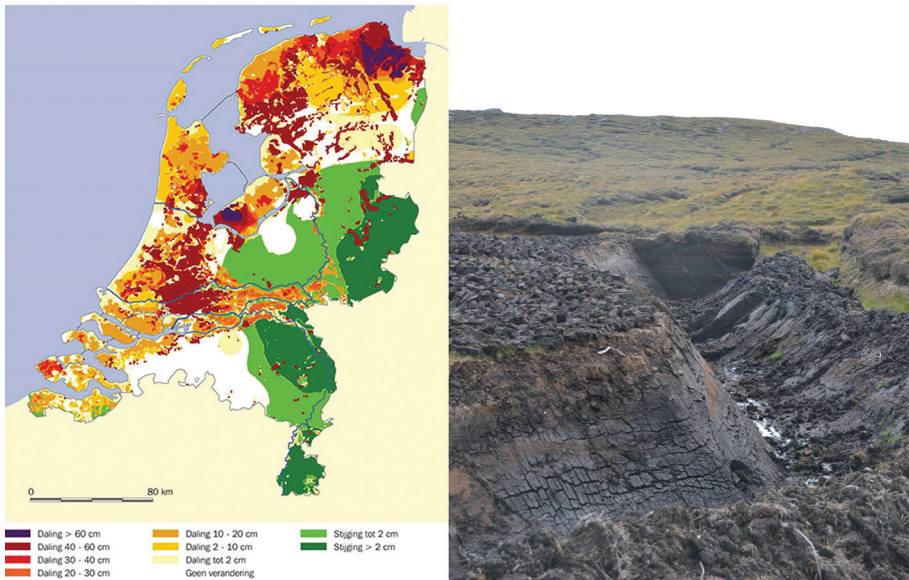 0 80 km
Daling > 60 cm
Daling 40 - 60 cm
Daling 30 - 40 cm
Daling 20 - 30 cm
Daling 10 - 20 cm
Daling 2 - 10 cm
Daling tot 2 cm
Geen verandering
Stijging tot 2 cm
Stijging > 2 cm